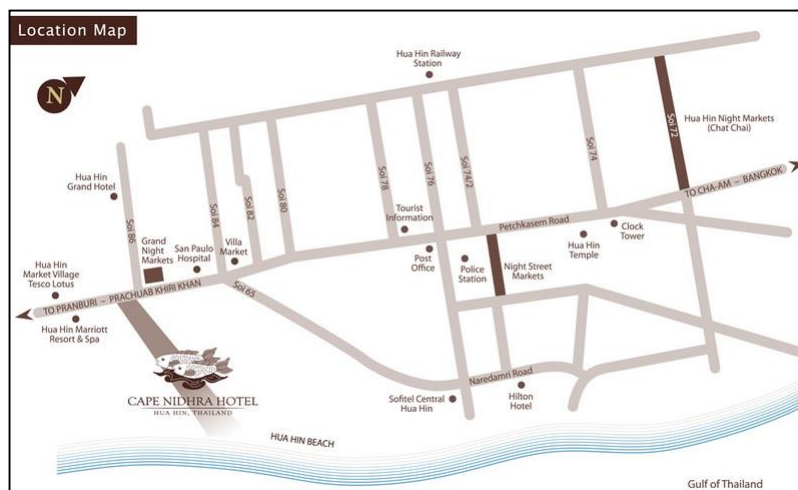 Location Map
N
Hua Hin Railway
Station
Hua Hin Night Markets
(Chat Chai)
Soi 72
Soi 74
Soi 74/2
Soi 76
Soi 78
Soi 80
Soi 82
Soi 84
Soi 86
Hua Hin
Grand Hotel
TO CHA-AM – BANGKOK
Tourist
Information
Petchkasem Road
Clock
Tower
Hua Hin
Temple
Grand
Night
Markets
San Paulo
Hospital
Villa
Market
Post
Office
Police
Station
Night Street
Markets
Hua Hin
Market Village
Tesco Lotus
TO PRANBURI – PRACHUAB KHIRI KHAN
Soi 65
Hua Hin Marriott
Resort & Spa
CAPE NIDHRA HOTEL
HUA HIN, THAILAND
Naredamri Road
Sofitel Central
Hua Hin
Hilton
Hotel
HUA HIN BEACH
Gulf of Thailand